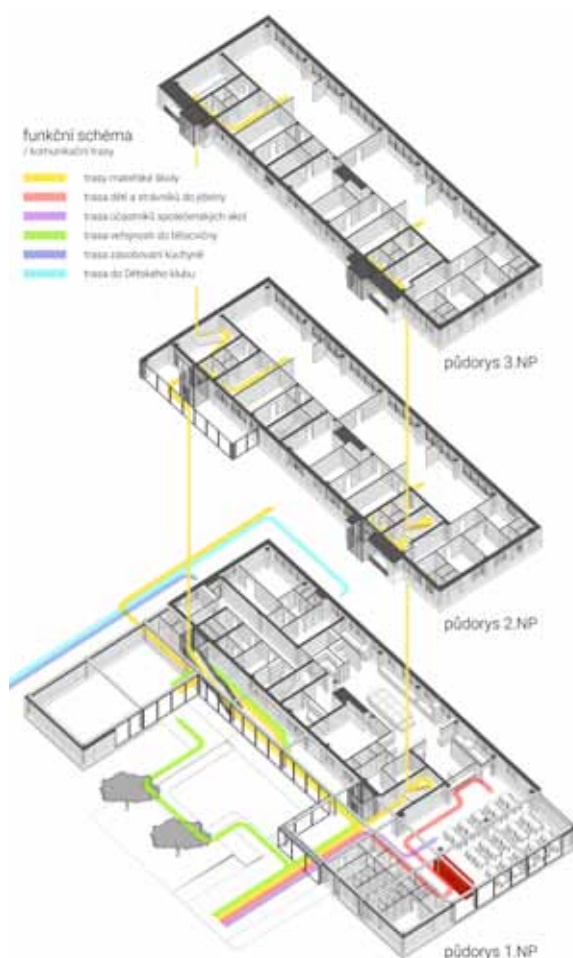 funkční schéma
/ komunikační trasy
trasy mateřské školy
trasa dětí a strávníků do jídelny
trasa účastníků společenských akcí
trasa veřejnosti do tělocvičny
trasa zásobování kuchyně
trasa do Dětského klubu
půdorys 3.NP
půdorys 2.NP
půdorys 1.NP